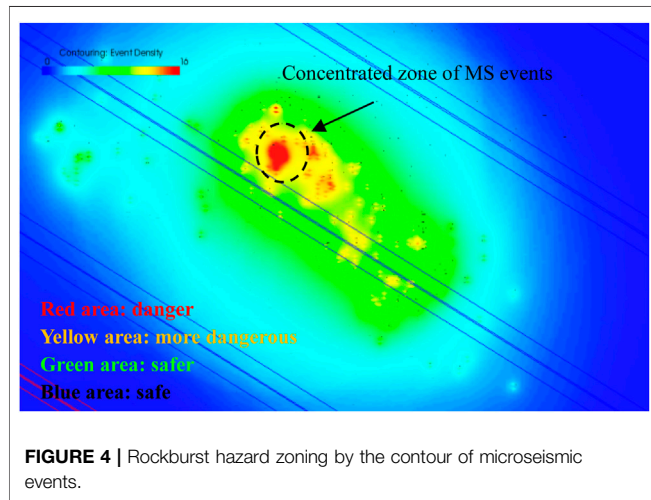 Contouring: Event Density
0 16
Concentrated zone of MS events
Red area: danger
Yellow area: more dangerous
Green area: safer
Blue area: safe
FIGURE 4 | Rockburst hazard zoning by the contour of microseismic
events.